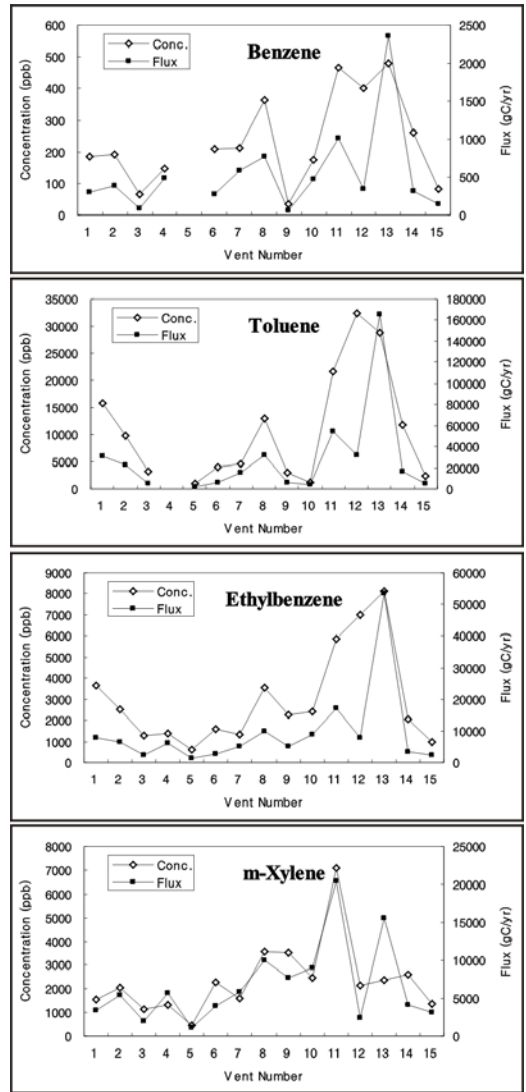 Benzene
Conc.
Flux
Concentration (ppb)
600
500
400
300
200
100
0
Flux (gC/yr)
2500
2000
1500
1000
500
0
1 2 3 4 5 6 7 8 9 10 11 12 13 14 15
Vent Number
Toluene
Conc.
Flux
Concentration (ppb)
35000
30000
25000
20000
15000
10000
5000
0
Flux (gC/yr)
180000
160000
140000
120000
100000
80000
60000
40000
20000
0
1 2 3 4 5 6 7 8 9 10 11 12 13 14 15
Vent Number
Ethylbenzene
Conc.
Flux
Concentration (ppb)
9000
8000
7000
6000
5000
4000
3000
2000
1000
0
Flux (gC/yr)
60000
50000
40000
30000
20000
10000
0
1 2 3 4 5 6 7 8 9 10 11 12 13 14 15
Vent Number
m-Xylene
Conc.
Flux
Concentration (ppb)
8000
7000
6000
5000
4000
3000
2000
1000
0
Flux (gC/yr)
25000
20000
15000
10000
5000
0
1 2 3 4 5 6 7 8 9 10 11 12 13 14 15
Vent Number